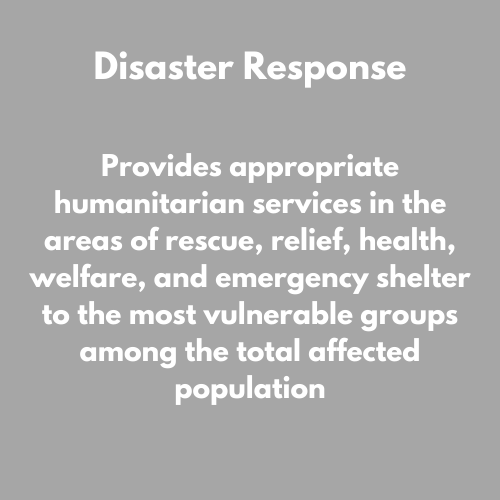 Disaster Response
Provides appropriate
humanitarian services in the
areas of rescue, relief, health,
welfare, and emergency shelter
to the most vulnerable groups
among the total affected
population